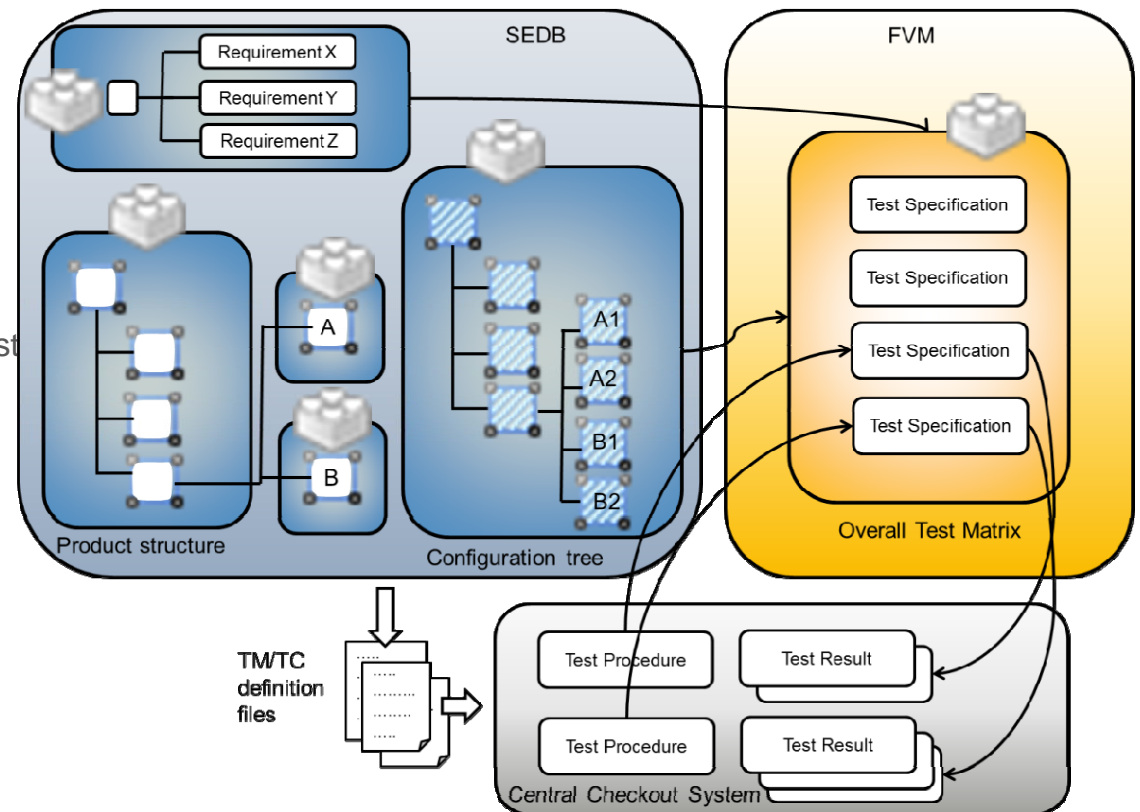 SEDB
FVM
Requirement X
Requirement Y
Requirement Z
Test Specification
Test Specification
Test Specification
Test Specification
Overall Test Matrix
st
A
B
Product structure
A1
A2
B1
B2
Configuration tree
TM/TC
definition
files
Test Procedure
Test Result
Test Procedure
Test Result
Central Checkout System